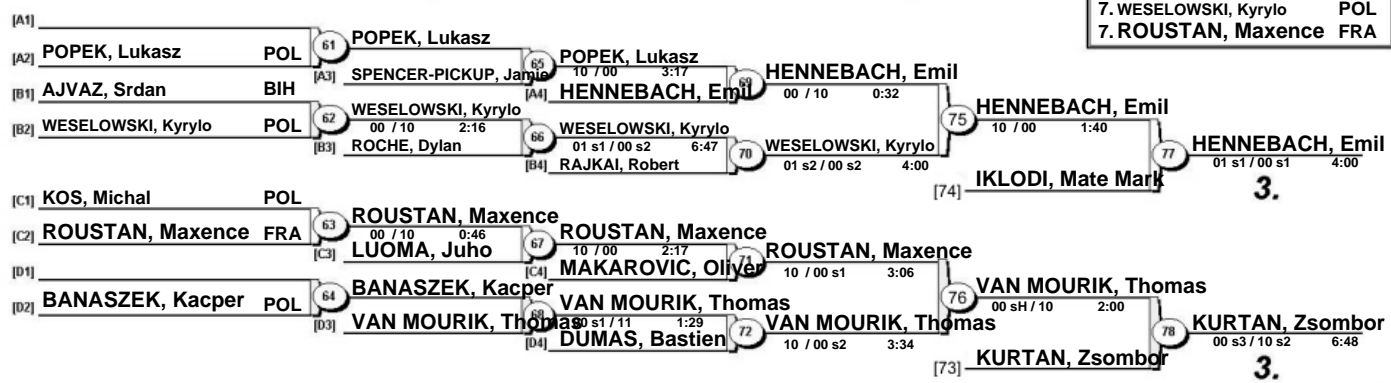 7. WESELOWSKI, Kyrylo POL
7. ROUSTAN, Maxence FRA
[A1]
[A2] POPEK, Lukasz POL
61 POPEK, Lukasz
[A3] SPENCER-PICKUP, Jamie
65 POPEK, Lukasz
10 / 00 3:17
[A4] HENNEBACH, Emil
69 HENNEBACH, Emil
00 / 10 0:32
[B1] AJVAZ, Srdan BIH
[B2] WESELOWSKI, Kyrylo POL
62 WESELOWSKI, Kyrylo
00 / 10 2:16
[B3] ROCHE, Dylan
66 WESELOWSKI, Kyrylo
01 s1 / 00 s2 6:47
[B4] RAJKAI, Robert
70 WESELOWSKI, Kyrylo
01 s2 / 00 s2 4:00
75 HENNEBACH, Emil
10 / 00 1:40
[74] IKLODI, Mate Mark
77 HENNEBACH, Emil
01 s1 / 00 s1 4:00
3.
[C1] KOS, Michal POL
[C2] ROUSTAN, Maxence FRA
63 ROUSTAN, Maxence
00 / 10 0:46
[C3] LUOMA, Juho
67 ROUSTAN, Maxence
10 / 00 2:17
[C4] MAKAROVIC, Oliver
71 ROUSTAN, Maxence
10 / 00 s1 3:06
[D1]
[D2] BANASZEK, Kacper POL
64 BANASZEK, Kacper
[D3] VAN MOURIK, Thomas
68 VAN MOURIK, Thomas
00 s1 / 11 1:29
[D4] DUMAS, Bastien
72 VAN MOURIK, Thomas
10 / 00 s2 3:34
76 VAN MOURIK, Thomas
00 sH / 10 2:00
[73] KURTAN, Zsombor
78 KURTAN, Zsombor
00 s3 / 10 s2 6:48
3.